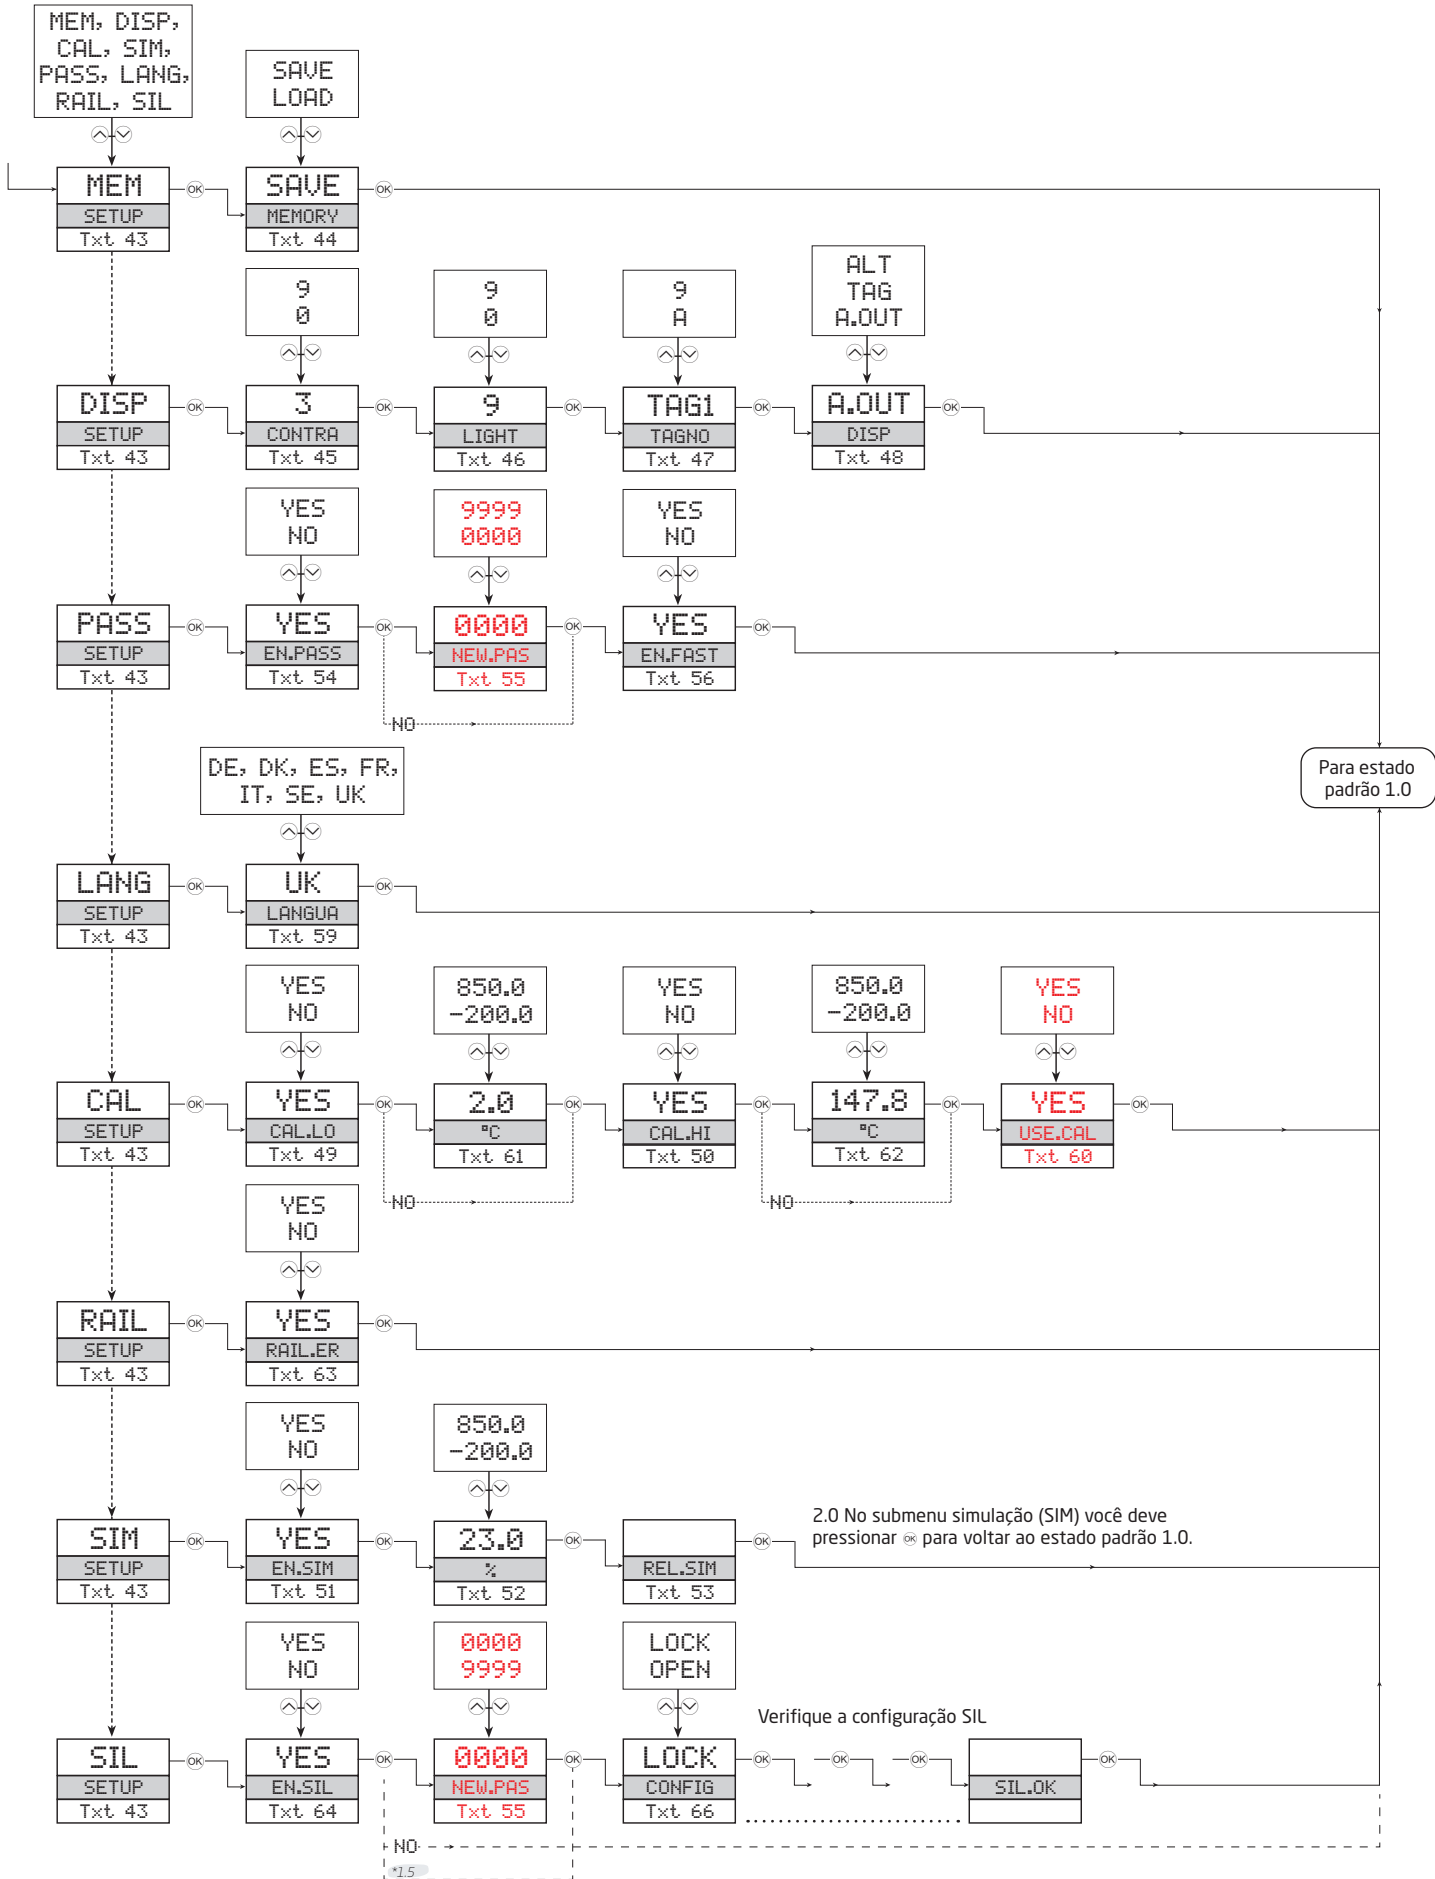 MEM, DISP,
CAL, SIM,
PASS, LANG,
RAIL, SIL
SAVE
LOAD
MEM
SETUP
Txt 43
OK
SAVE
MEMORY
Txt 44
OK
9
0
9
0
9
A
ALT
TAG
A.OUT
DISP
SETUP
Txt 43
OK
3
CONTRA
Txt 45
OK
9
LIGHT
Txt 46
OK
TAG1
TAGNO
Txt 47
OK
A.OUT
DISP
Txt 48
OK
YES
NO
9999
0000
YES
NO
PASS
SETUP
Txt 43
OK
YES
EN.PASS
Txt 54
OK
0000
NEW.PAS
Txt 55
OK
YES
EN.FAST
Txt 56
OK
NO
Para estado
padrão 1.0
DE, DK, ES, FR,
IT, SE, UK
LANG
SETUP
Txt 43
OK
UK
LANGUA
Txt 59
OK
YES
NO
850.0
-200.0
YES
NO
850.0
-200.0
YES
NO
CAL
SETUP
Txt 43
OK
YES
CAL.LO
Txt 49
OK
2.0
°C
Txt 61
OK
YES
CAL.HI
Txt 50
OK
147.8
°C
Txt 62
OK
YES
USE.CAL
Txt 60
OK
NO
NO
YES
NO
RAIL
SETUP
Txt 43
OK
YES
RAIL.ER
Txt 63
OK
YES
NO
850.0
-200.0
SIM
SETUP
Txt 43
OK
YES
EN.SIM
Txt 51
OK
23.0
%
Txt 52
OK
REL.SIM
Txt 53
OK
2.0 No submenu simulação (SIM) você deve
pressionar OK para voltar ao estado padrão 1.0.
YES
NO
0000
9999
LOCK
OPEN
Verifique a configuração SIL
SIL
SETUP
Txt 43
OK
YES
EN.SIL
Txt 64
OK
0000
NEW.PAS
Txt 55
OK
LOCK
CONFIG
Txt 66
OK
OK
OK
SIL.OK
OK
NO
*1.5